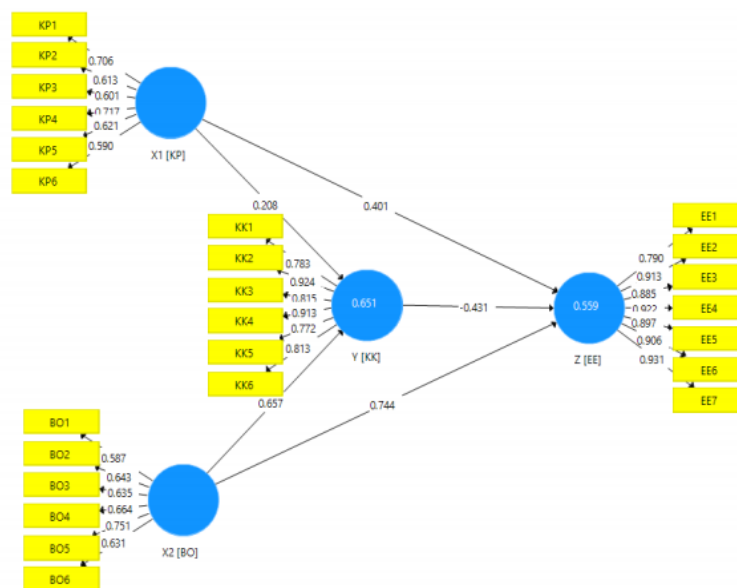 KP1
KP2
KP3
KP4
KP5
KP6
0.706
0.613
0.601
0.717
0.621
0.590
X1 [KP]
0.208
0.401
KK1
KK2
KK3
KK4
KK5
KK6
0.783
0.924
0.815
0.913
0.772
0.813
0.651
Y [KK]
-0.431
0.657
0.744
EE1
EE2
EE3
EE4
EE5
EE6
EE7
0.790
0.913
0.885
0.922
0.897
0.906
0.931
0.559
Z [EE]
BO1
BO2
BO3
BO4
BO5
BO6
0.587
0.643
0.635
0.664
0.751
0.631
X2 [BO]